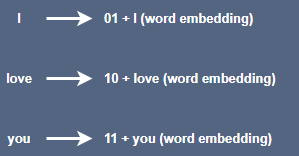 I 01 + I (word embedding)
love 10 + love (word embedding)
you 11 + you (word embedding)